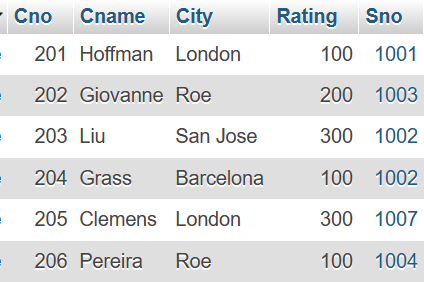 Cno Cname City Rating Sno
201 Hoffman London 100 1001
202 Giovanne Roe 200 1003
203 Liu San Jose 300 1002
204 Grass Barcelona 100 1002
205 Clemens London 300 1007
206 Pereira Roe 100 1004